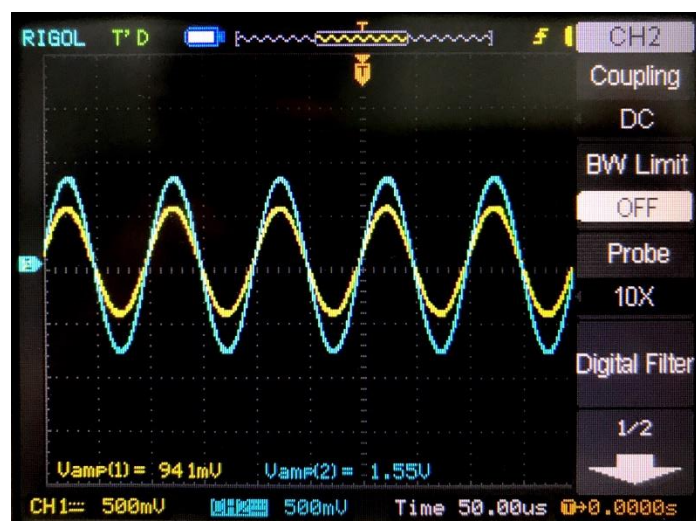 RIGOL T'D
T
T
CH2
Coupling
DC
BW Limit
OFF
Probe
10X
Digital Filter
1/2
2
Vamp(1)= 941mV Vamp(2)= 1.55V
CH1 500mV CH2 500mV Time 50.00us T→0.0000s